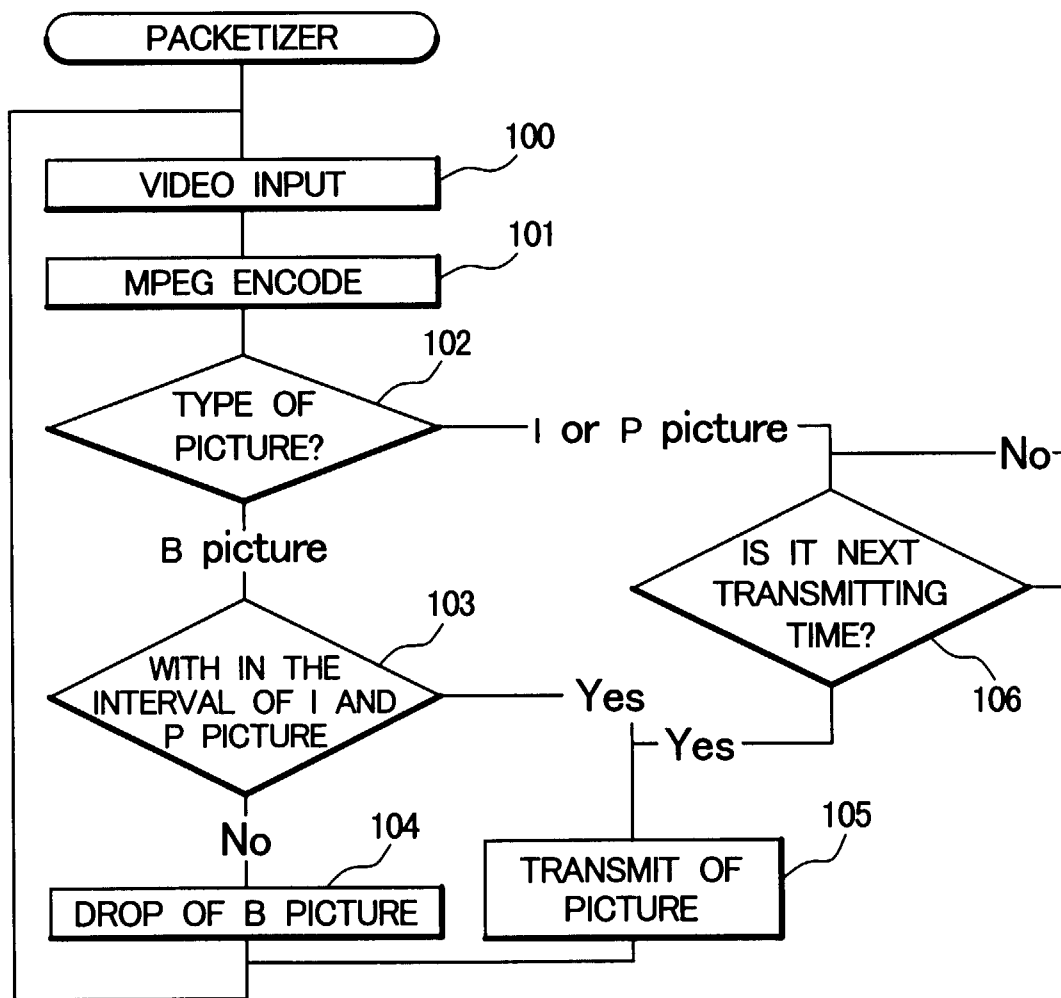 PACKETIZER
100
VIDEO INPUT
101
MPEG ENCODE
102
TYPE OF
PICTURE?
I or P picture
No
B picture
IS IT NEXT
TRANSMITTING
TIME?
103
106
WITH IN THE
INTERVAL OF I AND
P PICTURE
Yes
Yes
No
104
105
DROP OF B PICTURE
TRANSMIT OF
PICTURE